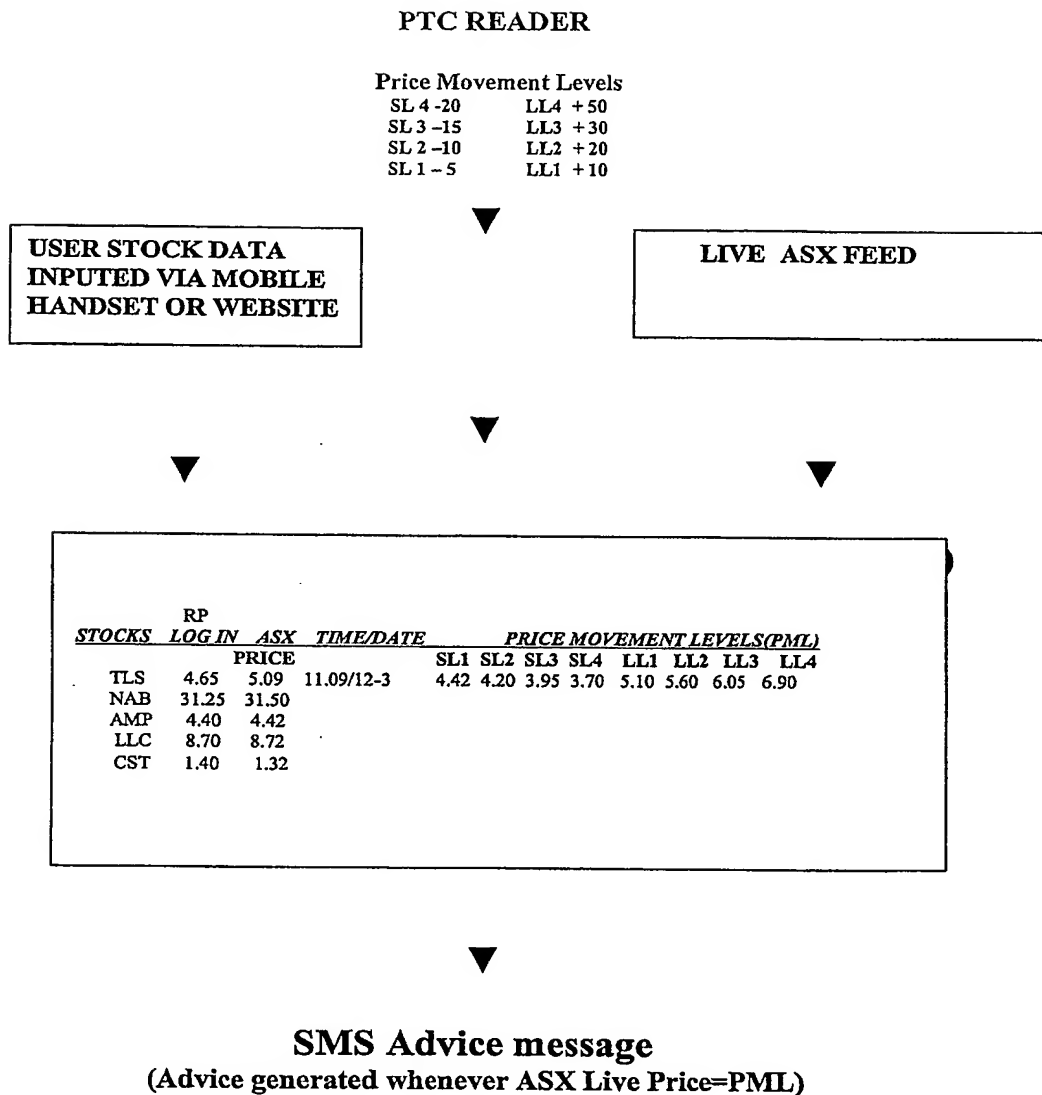 PTC READER
Price Movement Levels
SL 4 -20 LL4 +50
SL 3 –15 LL3 +30
SL 2 –10 LL2 +20
SL 1 – 5 LL1 +10
USER STOCK DATA
INPUTED VIA MOBILE
HANDSET OR WEBSITE
LIVE ASX FEED
RP
STOCKS LOG IN ASX TIME/DATE PRICE MOVEMENT LEVELS(PML)
PRICE SL1 SL2 SL3 SL4 LL1 LL2 LL3 LL4
TLS 4.65 5.09 11.09/12-3 4.42 4.20 3.95 3.70 5.10 5.60 6.05 6.90
NAB 31.25 31.50
AMP 4.40 4.42
LLC 8.70 8.72
CST 1.40 1.32
SMS Advice message
(Advice generated whenever ASX Live Price=PML)